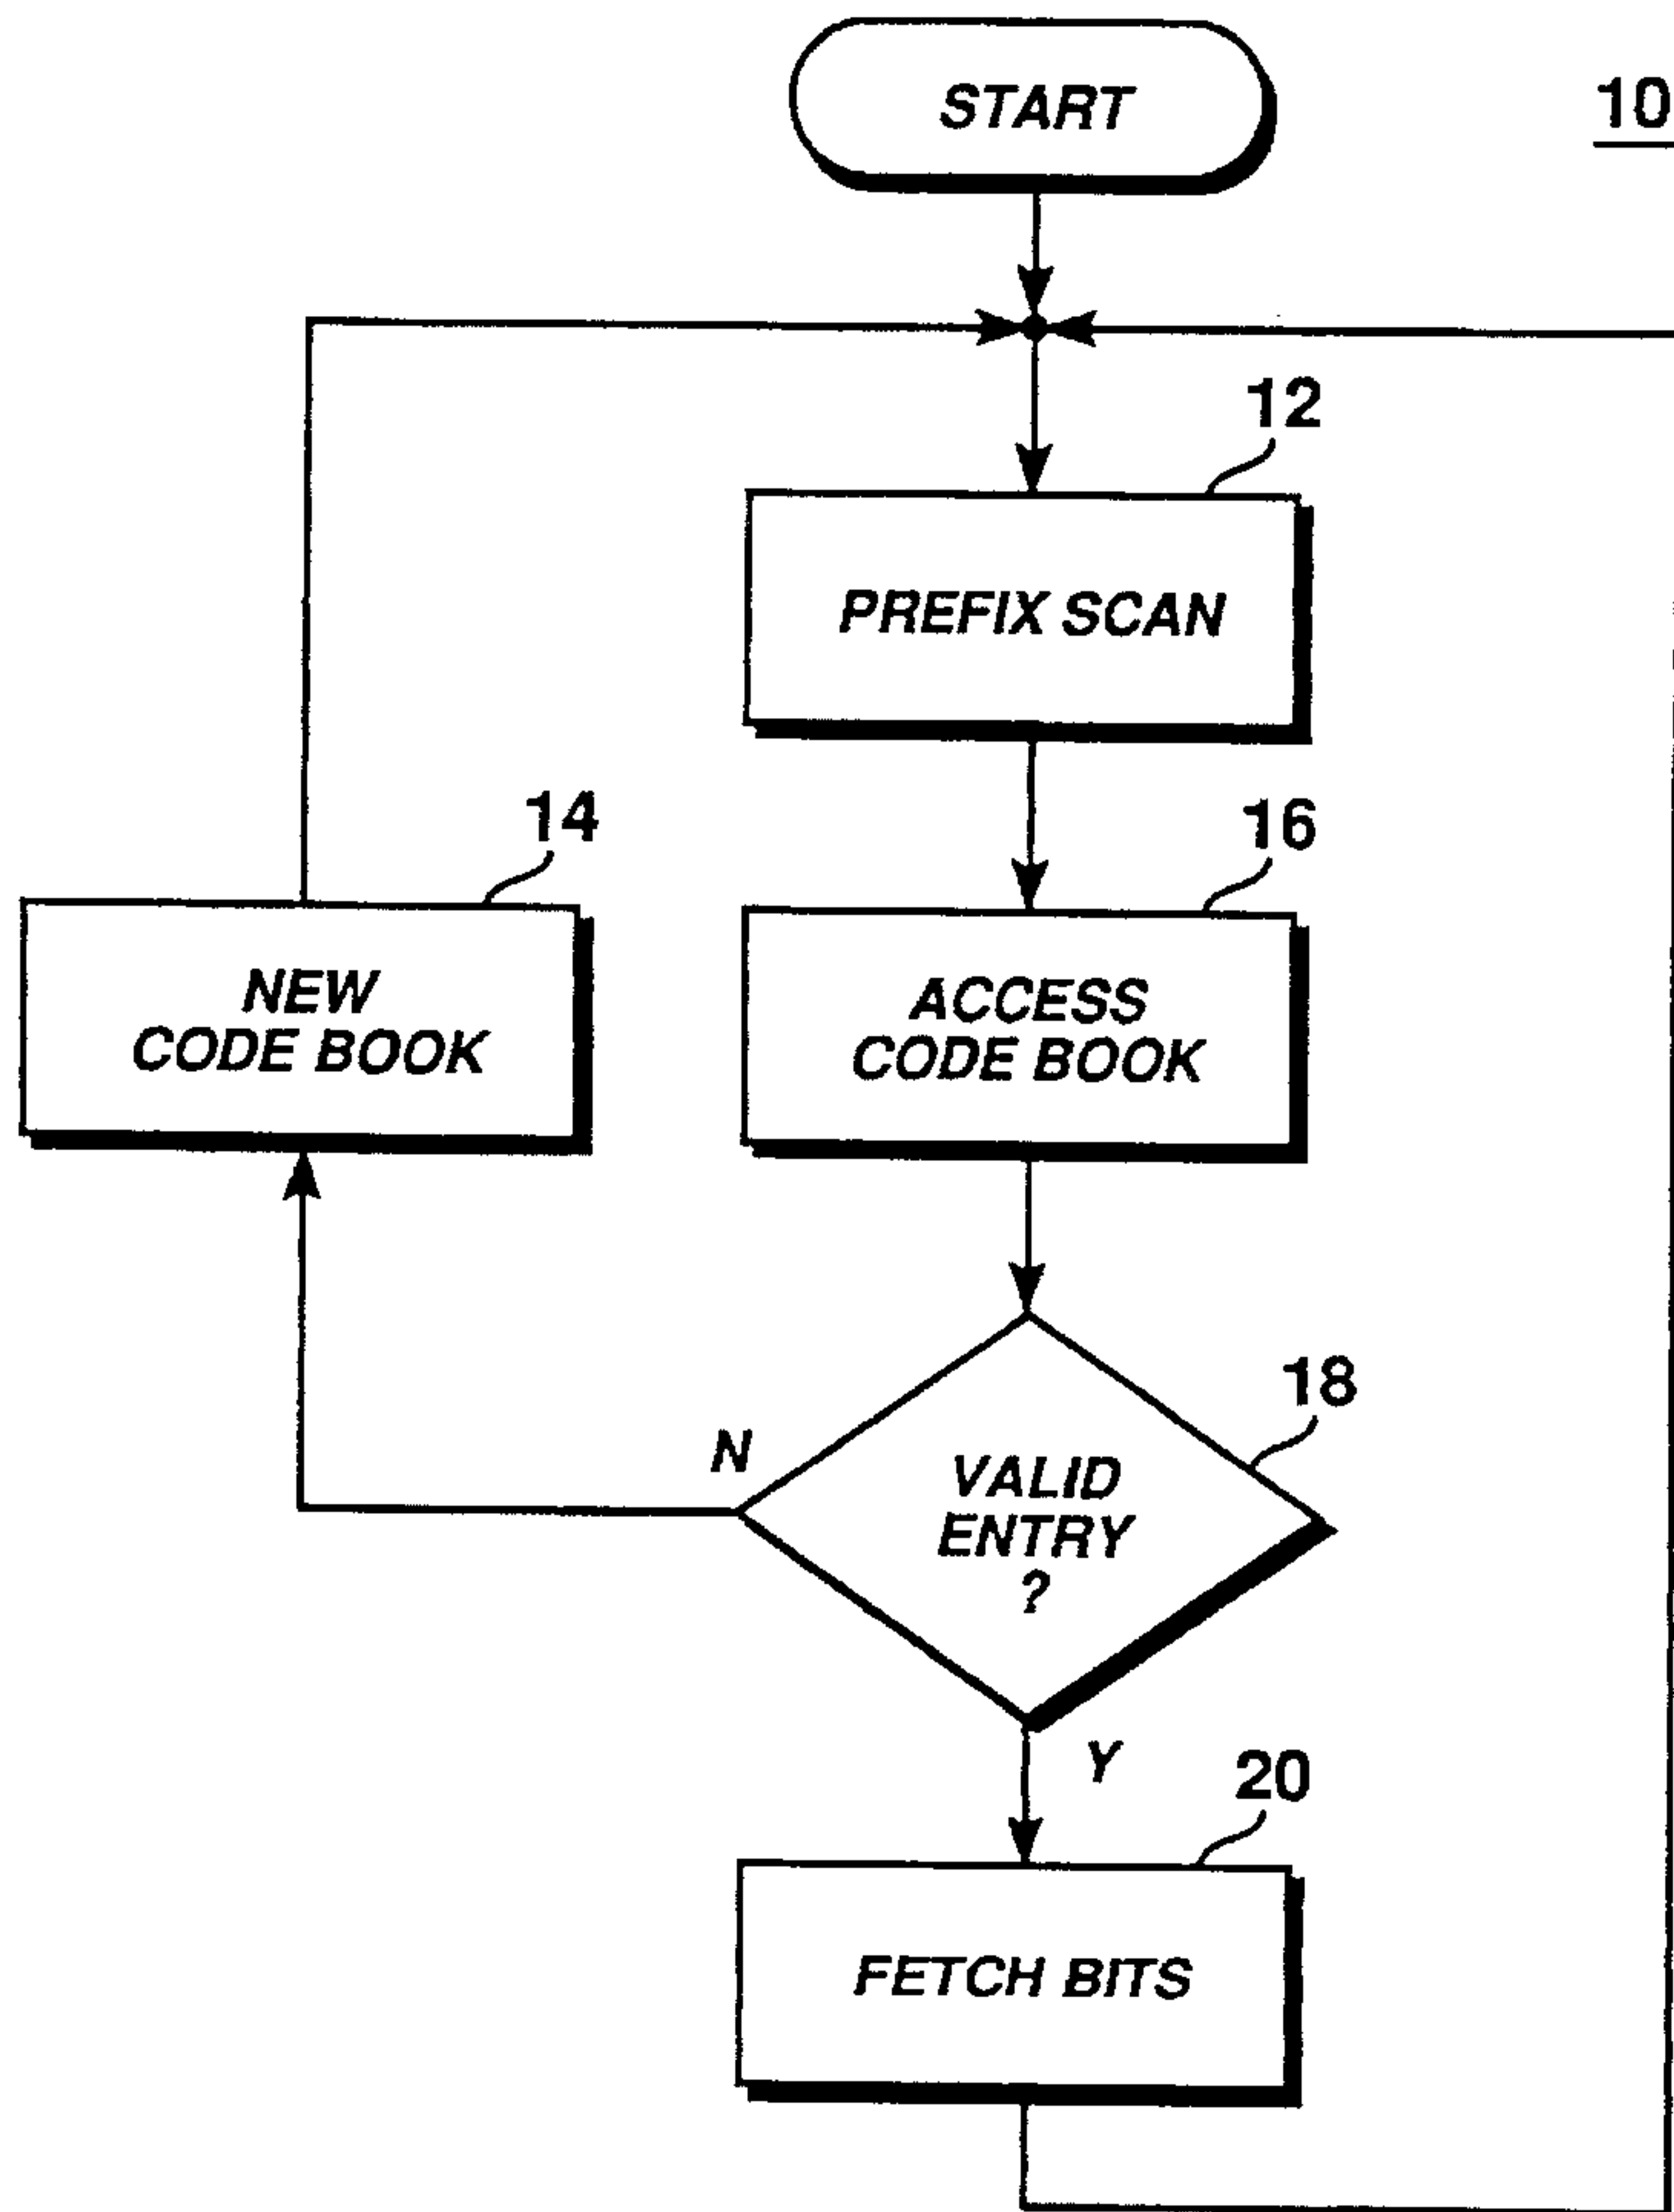 START
10
12
PREFIX SCAN
14
16
NEW
CODE BOOK
ACCESS
CODE BOOK
18
N
VALID
ENTRY
?
Y
20
FETCH BITS